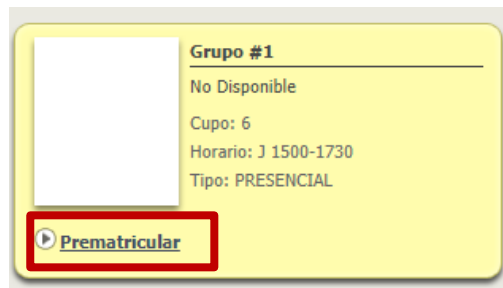 Grupo #1
No Disponible
Cupo: 6
Horario: J 1500-1730
Tipo: PRESENCIAL
Prematricular